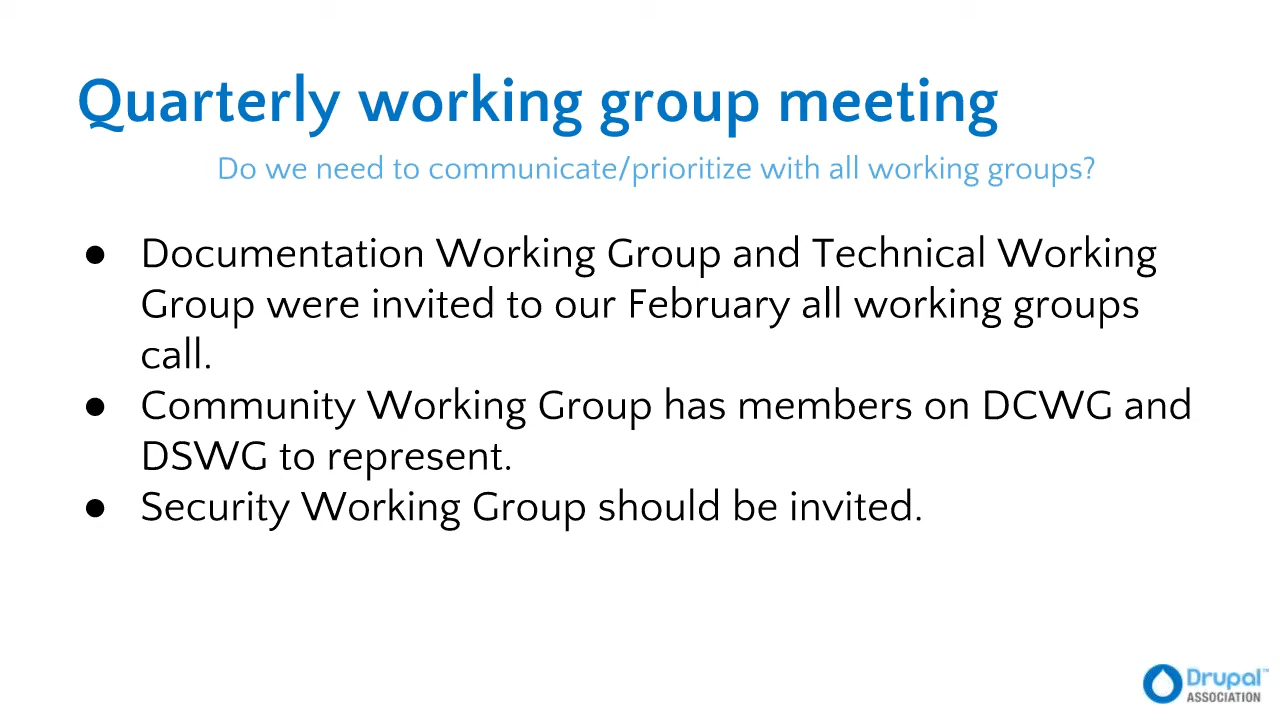 Quarterly working group meeting
Do we need to communicate/prioritize with all working groups?
● Documentation Working Group and Technical Working
Group were invited to our February all working groups
call.
● Community Working Group has members on DCWG and
DSWG to represent.
● Security Working Group should be invited.
Drupal™
ASSOCIATION